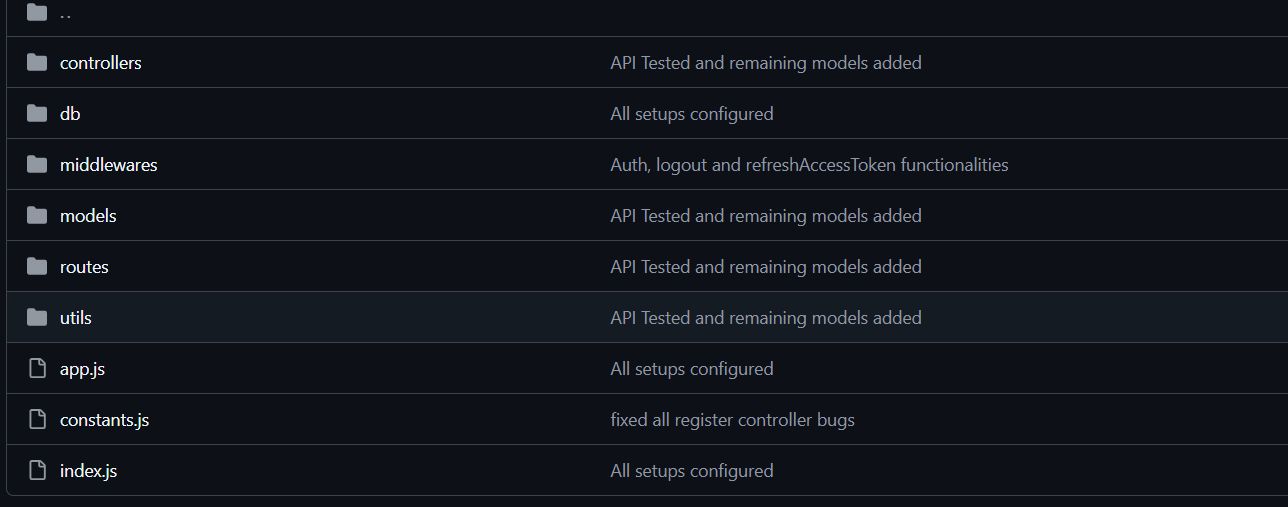 ..
controllers API Tested and remaining models added
db All setups configured
middlewares Auth, logout and refreshAccessToken functionalities
models API Tested and remaining models added
routes API Tested and remaining models added
utils API Tested and remaining models added
app.js All setups configured
constants.js fixed all register controller bugs
index.js All setups configured